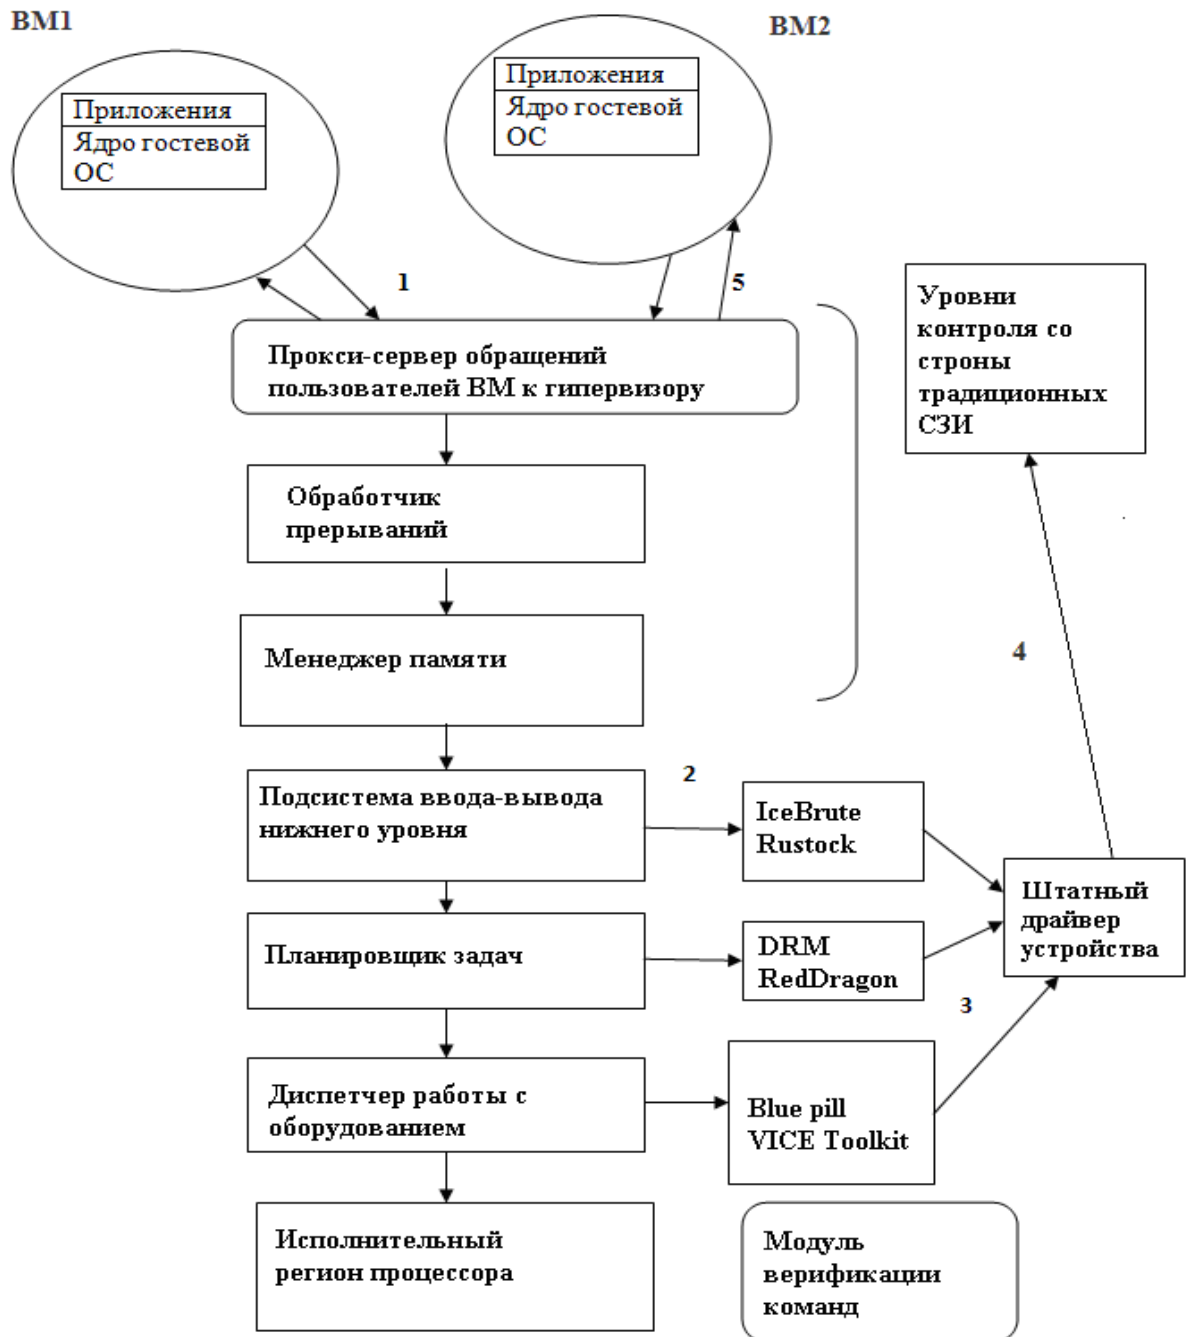 ВМ1
ВМ2
Приложения
Ядро гостевой
ОС
Приложения
Ядро гостевой
ОС
1
5
Прокси-сервер обращений
пользователей ВМ к гипервизору
Уровни
контроля со
строны
традиционных
СЗИ
Обработчик
прерываний
Менеджер памяти
4
2
Подсистема ввода-вывода
нижнего уровня
IceBrute
Rustock
Штатный
драйвер
устройства
Планировщик задач
DRM
RedDragon
3
Диспетчер работы с
оборудованием
Blue pill
VICE Toolkit
Исполнительный
регион процессора
Модуль
верификации
команд